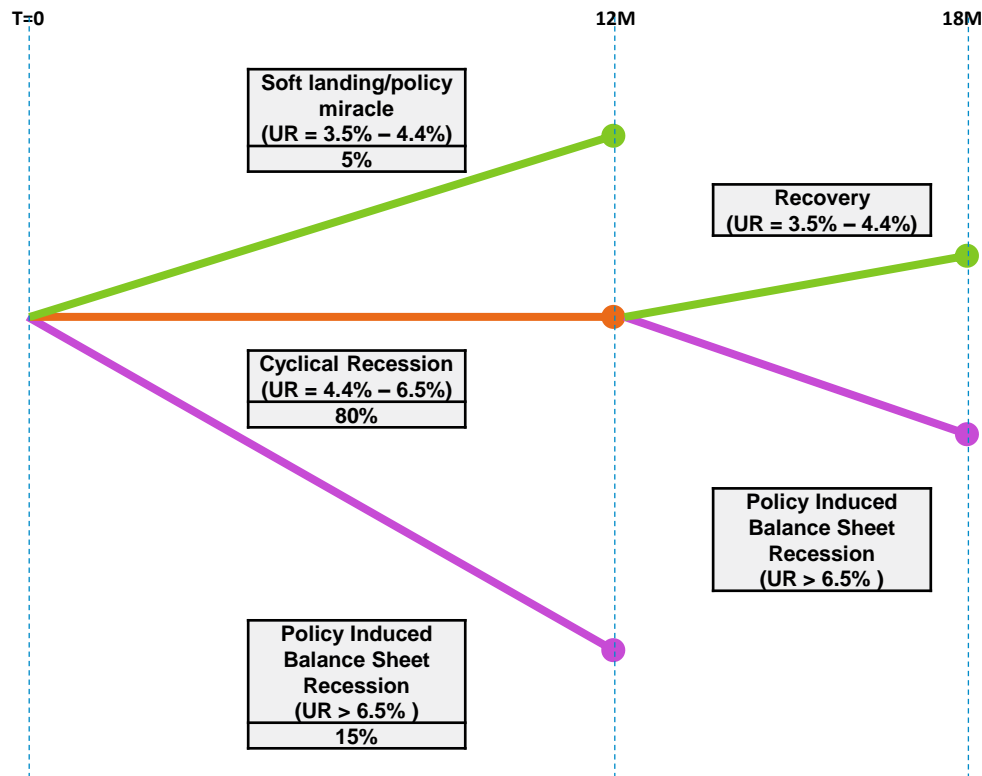 T=0
12M
18M
Soft landing/policy
miracle
(UR = 3.5% – 4.4%)
5%
Recovery
(UR = 3.5% – 4.4%)
Cyclical Recession
(UR = 4.4% – 6.5%)
80%
Policy Induced
Balance Sheet
Recession
(UR > 6.5% )
Policy Induced
Balance Sheet
Recession
(UR > 6.5% )
15%